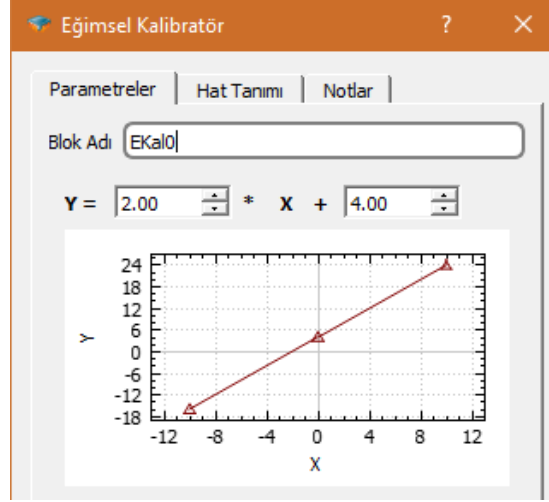 Eğimsel Kalibratör ? ×
Parametreler Hat Tanımı Notlar
Blok Adı EKal0
Y = 2.00 * X + 4.00
24
18
12
6
0
-6
-12
-18
Y
-12 -8 -4 0 4 8 12
X